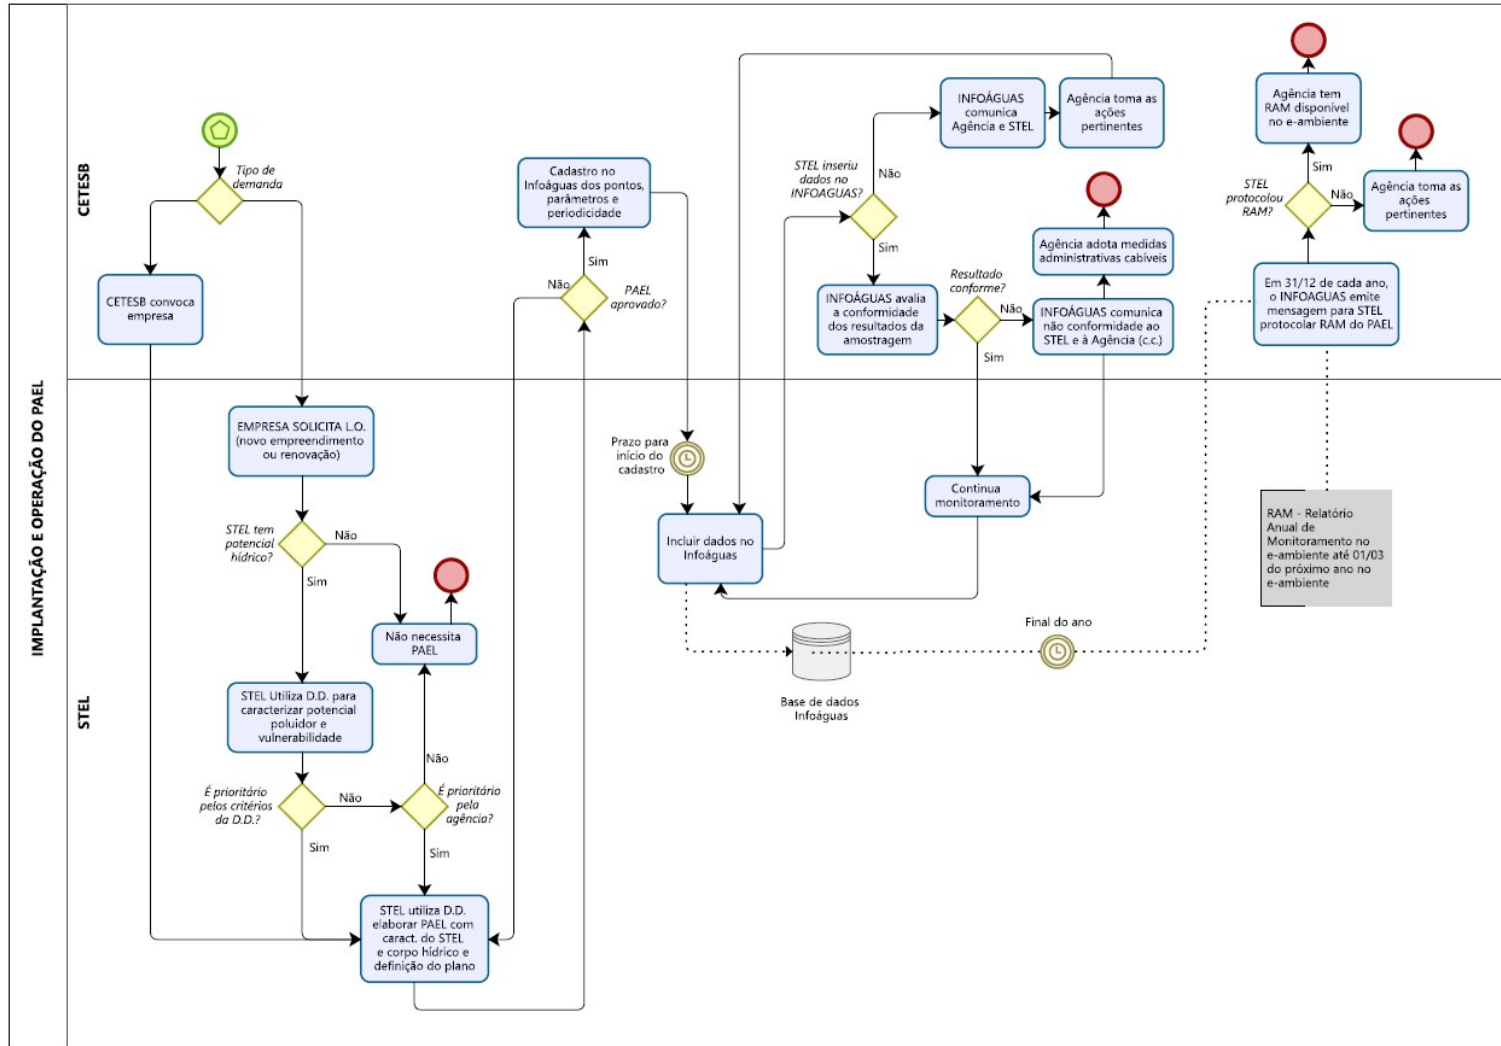 IMPLANTAÇÃO E OPERAÇÃO DO PAEL
CETESB
Tipo de
demanda
CETESB convoca
empresa
Cadastro no
Infoáguas dos pontos,
parâmetros e
periodicidade
Sim
Não
PAEL
aprovado?
INFOÁGUAS
comunica
Agência e STEL
Agência toma as
ações
pertinentes
STEL inseriu
dados no
INFOAGUAS?
Não
Sim
INFOÁGUAS avalia
a conformidade
dos resultados da
amostragem
Resultado
conforme?
Não
Sim
Agência adota medidas
administrativas cabíveis
INFOÁGUAS comunica
não conformidade ao
STEL e à Agência (c.c.)
Agência tem
RAM disponível
no e-ambiente
Sim
STEL
protocolou
RAM?
Não
Agência toma as
ações
pertinentes
Em 31/12 de cada ano,
o INFOAGUAS emite
mensagem para STEL
protocolar RAM do PAEL
STEL
EMPRESA SOLICITA L.O.
(novo empreendimento
ou renovação)
STEL tem
potencial
hídrico?
Não
Sim
Não necessita
PAEL
STEL Utiliza D.D. para
caracterizar potencial
poluidor e
vulnerabilidade
É prioritário
pelos critérios
da D.D.?
Não
Sim
Não
É prioritário
pela
agência?
Sim
STEL utiliza D.D.
elaborar PAEL com
caract. do STEL
e corpo hídrico e
definição do plano
Prazo para
início do
cadastro
Incluir dados no
Infoáguas
Continua
monitoramento
Base de dados
Infoáguas
Final do ano
RAM - Relatório
Anual de
Monitoramento no
e-ambiente até 01/03
do próximo ano no
e-ambiente